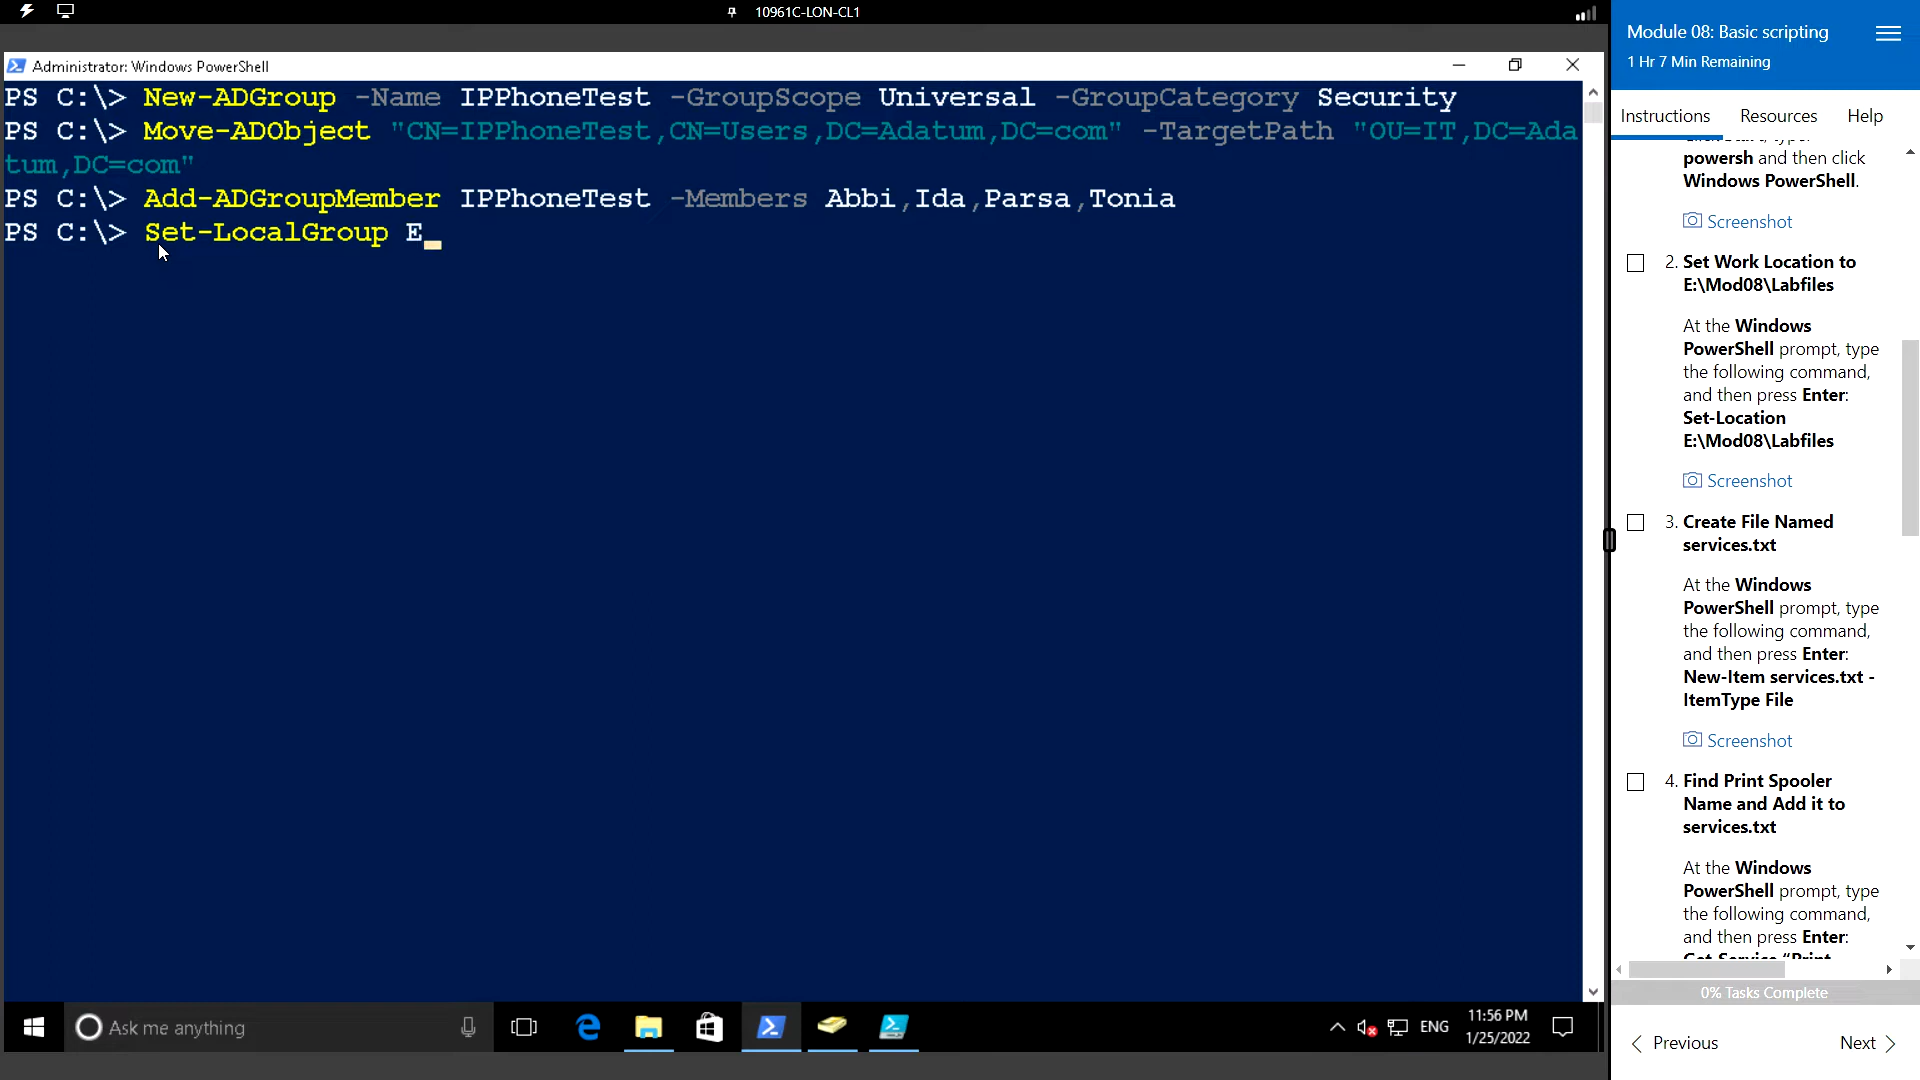 10961C-LON-CL1
Administrator: Windows PowerShell
PS C:\> New-ADGroup -Name IPPhoneTest -GroupScope Universal -GroupCategory Security
PS C:\> Move-ADObject "CN=IPPhoneTest,CN=Users,DC=Adatum,DC=com" -TargetPath "OU=IT,DC=Ada
tum,DC=com"
PS C:\> Add-ADGroupMember IPPhoneTest -Members Abbi,Ida,Parsa,Tonia
PS C:\> Set-LocalGroup E_
Ask me anything
ENG
11:56 PM
1/25/2022
Module 08: Basic scripting
1 Hr 7 Min Remaining
Instructions Resources Help
powersh and then click
Windows PowerShell.
Screenshot
2. Set Work Location to
E:\Mod08\Labfiles
At the Windows
PowerShell prompt, type
the following command,
and then press Enter:
Set-Location
E:\Mod08\Labfiles
Screenshot
3. Create File Named
services.txt
At the Windows
PowerShell prompt, type
the following command,
and then press Enter:
New-Item services.txt -
ItemType File
Screenshot
4. Find Print Spooler
Name and Add it to
services.txt
At the Windows
PowerShell prompt, type
the following command,
and then press Enter:
Get-Service "Print
0% Tasks Complete
Previous Next